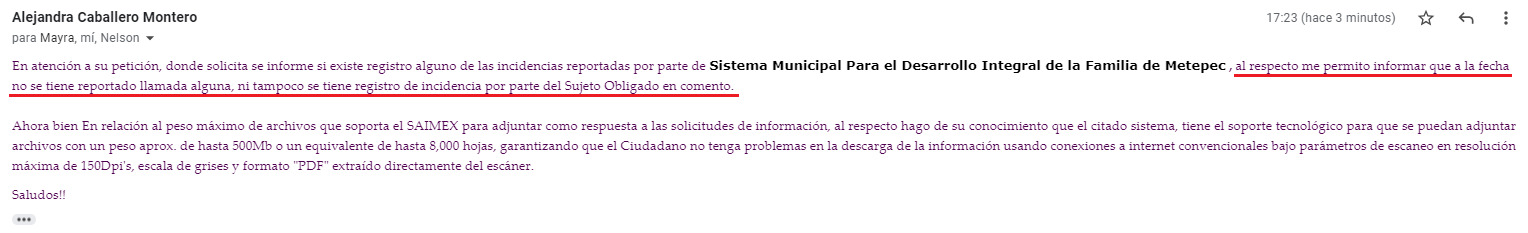 Alejandra Caballero Montero
17:23 (hace 3 minutos)
para Mayra, mí, Nelson
En atención a su petición, donde solicita se informe si existe registro alguno de las incidencias reportadas por parte de Sistema Municipal Para el Desarrollo Integral de la Familia de Metepec , al respecto me permito informar que a la fecha
no se tiene reportado llamada alguna, ni tampoco se tiene registro de incidencia por parte del Sujeto Obligado en comento.
Ahora bien En relación al peso máximo de archivos que soporta el SAIMEX para adjuntar como respuesta a las solicitudes de información, al respecto hago de su conocimiento que el citado sistema, tiene el soporte tecnológico para que se puedan adjuntar
archivos con un peso aprox. de hasta 500Mb o un equivalente de hasta 8,000 hojas, garantizando que el Ciudadano no tenga problemas en la descarga de la información usando conexiones a internet convencionales bajo parámetros de escaneo en resolución
máxima de 150Dpi's, escala de grises y formato "PDF" extraído directamente del escáner.
Saludos!!